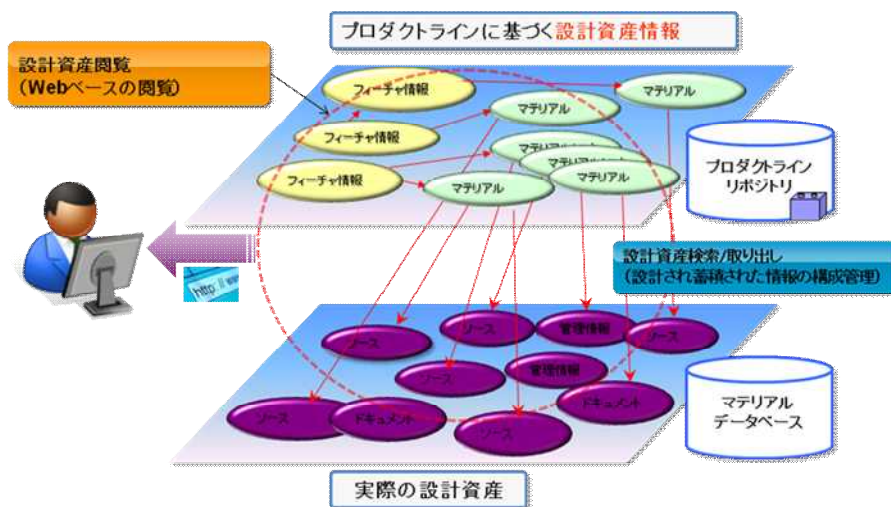 プロダクトラインに基づく設計資産情報
設計資産閲覧
(Webベースの閲覧)
フィーチャ情報
マテリアル
マテリアル
フィーチャ情報
フィーチャ情報
マテリアル
マテリアル
プロダクトライン
リポジトリ
設計資産検索/取り出し
(設計され蓄積された情報の構成管理)
http://ww
ソース
ソース
管理情報
ソース
ソース
管理情報
ソース
ドキュメント
ソース
ドキュメント
マテリアル
データベース
実際の設計資産